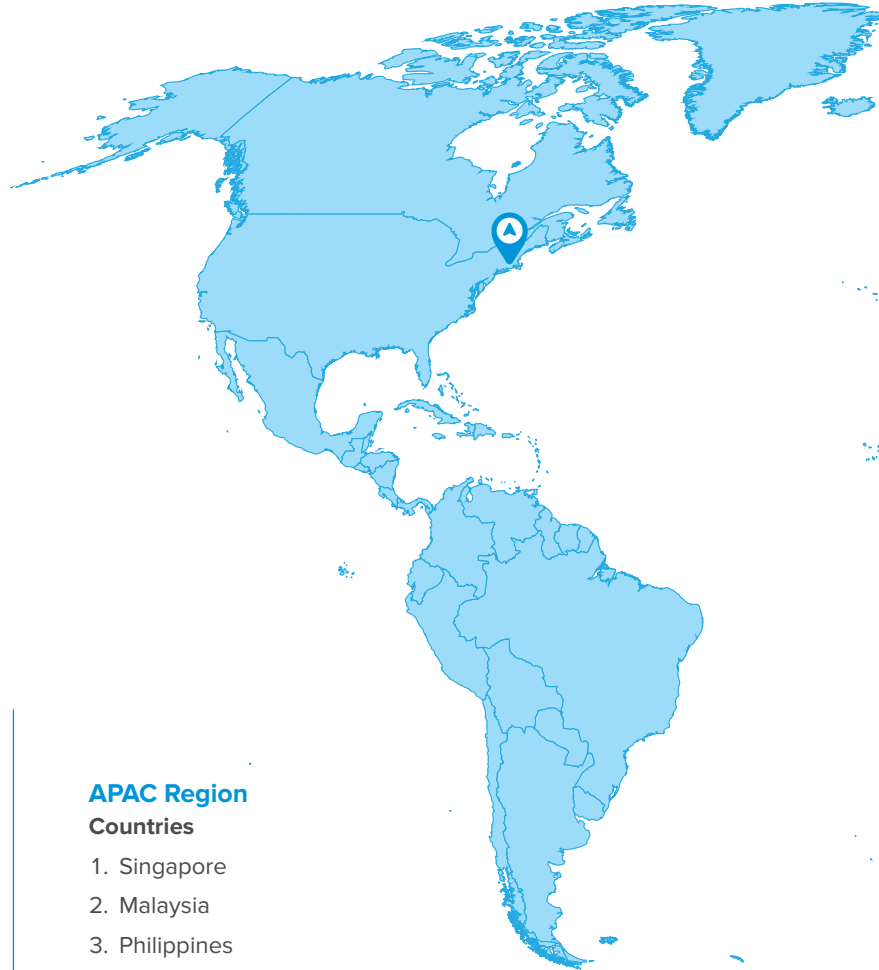 APAC Region
Countries
1. Singapore
2. Malaysia
3. Philippines